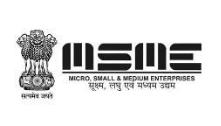 MSME
MICRO, SMALL & MEDIUM ENTERPRISES
सूक्ष्म, लघु एवं मध्यम उद्यम
सत्यमेव जयते